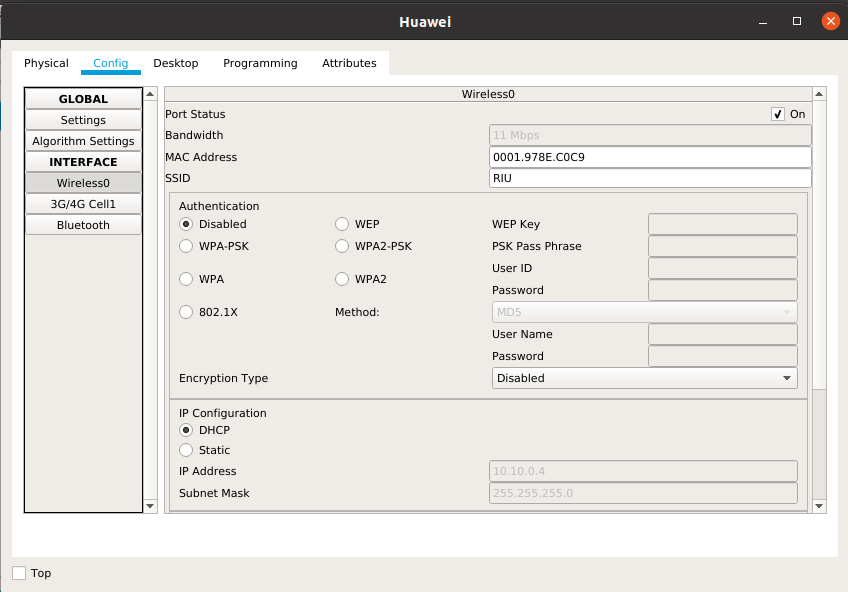 Huawei
Physical Config Desktop Programming Attributes
GLOBAL
Settings
Algorithm Settings
INTERFACE
Wireless0
3G/4G Cell1
Bluetooth
Wireless0
Port Status On
Bandwidth 11 Mbps
MAC Address 0001.978E.C0C9
SSID RIU
Authentication
Disabled WEP WEP Key
WPA-PSK WPA2-PSK PSK Pass Phrase
User ID
WPA WPA2
Password
802.1X Method: MD5
User Name
Password
Encryption Type Disabled
IP Configuration
DHCP
Static
IP Address 10.10.0.4
Subnet Mask 255.255.255.0
Top